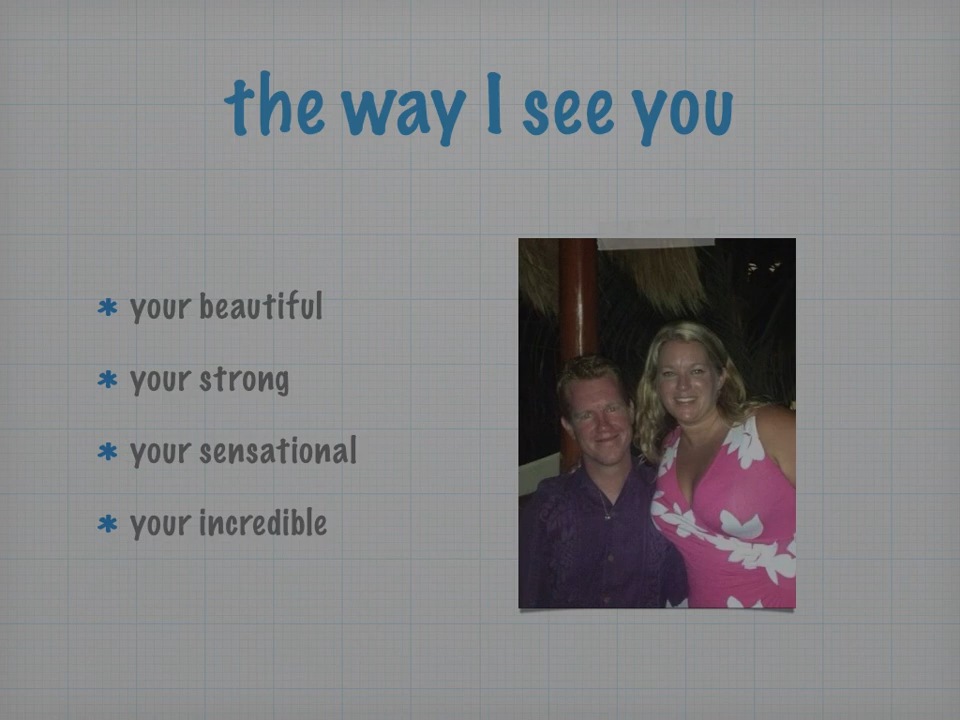 the way I see you
your beautiful
your strong
your sensational
your incredible